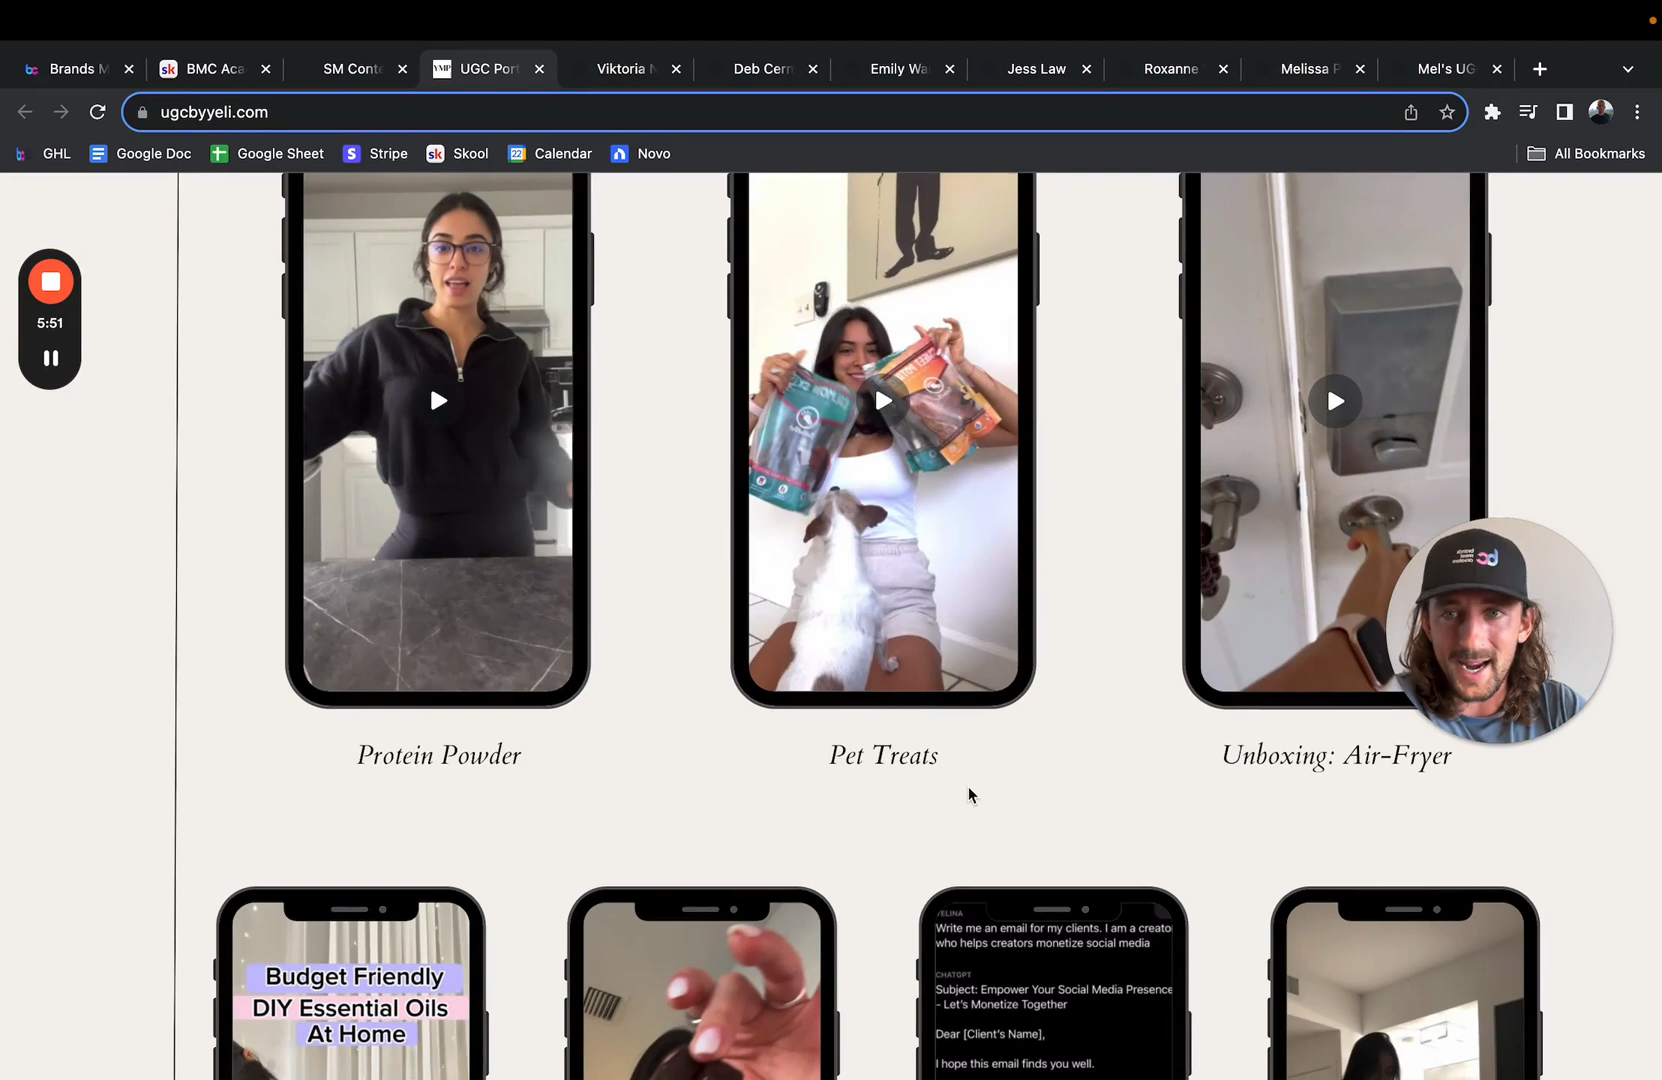 Brands M
BMC Aca
SM Conte
UGC Port
Viktoria N
Deb Cern
Emily Wa
Jess Law
Roxanne
Melissa P
Mel's UG
ugcbyyeli.com
GHL
Google Doc
Google Sheet
Stripe
sk
Skool
22
Calendar
Novo
All Bookmarks
5:51
Protein Powder
Pet Treats
Unboxing: Air-Fryer
Budget Friendly
DIY Essential Oils
At Home
YELINA
Write me an email for my clients. I am a creato
who helps creators monetize social media
CHATGPT
Subject: Empower Your Social Media Presence
- Let's Monetize Together
Dear [Client's Name],
I hope this email finds you well.